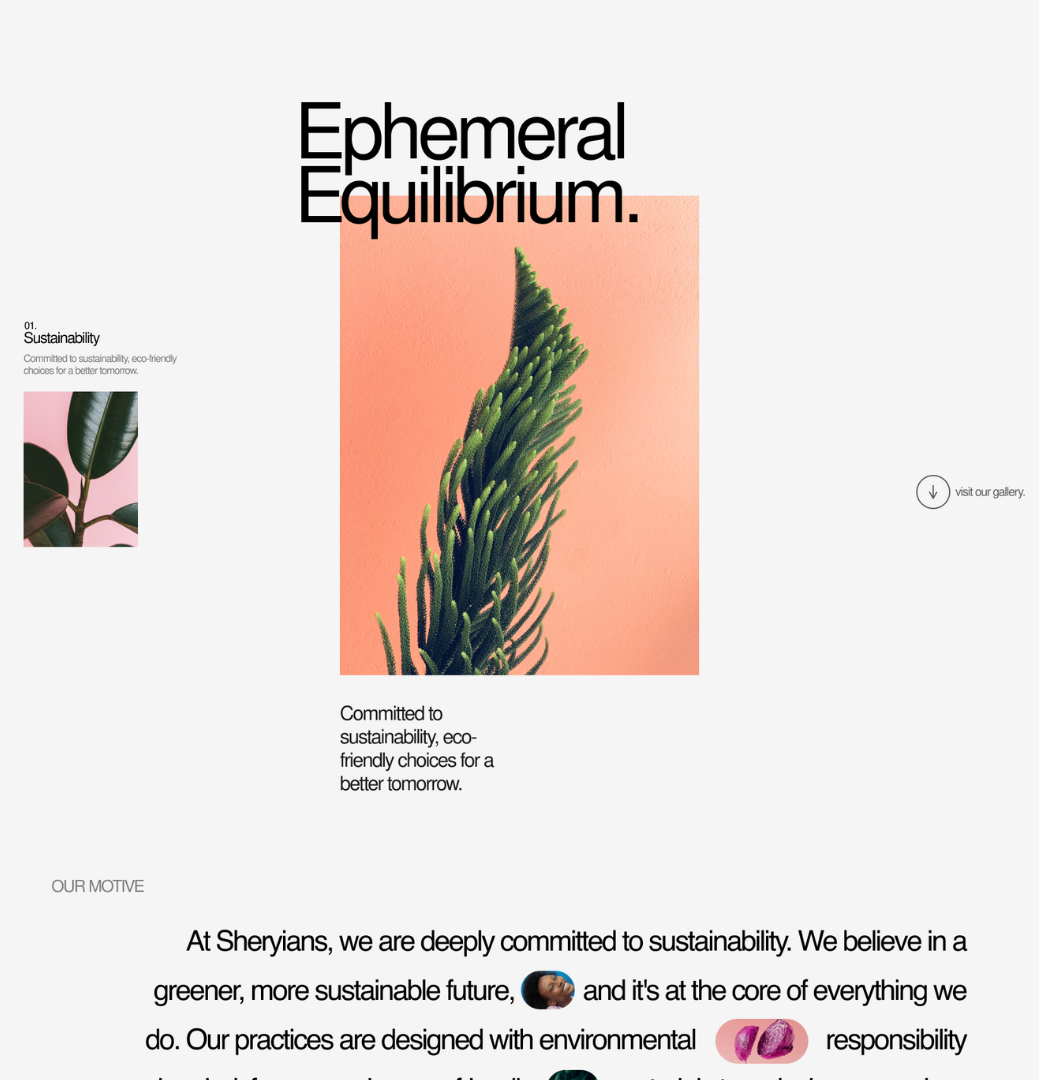 Ephemeral
Equilibrium.
01.
Sustainability
Committed to sustainability, eco-friendly
choices for a better tomorrow.
visit our gallery.
Committed to
sustainability, eco-
friendly choices for a
better tomorrow.
OUR MOTIVE
At Sheryians, we are deeply committed to sustainability. We believe in a
greener, more sustainable future, and it's at the core of everything we
do. Our practices are designed with environmental responsibility